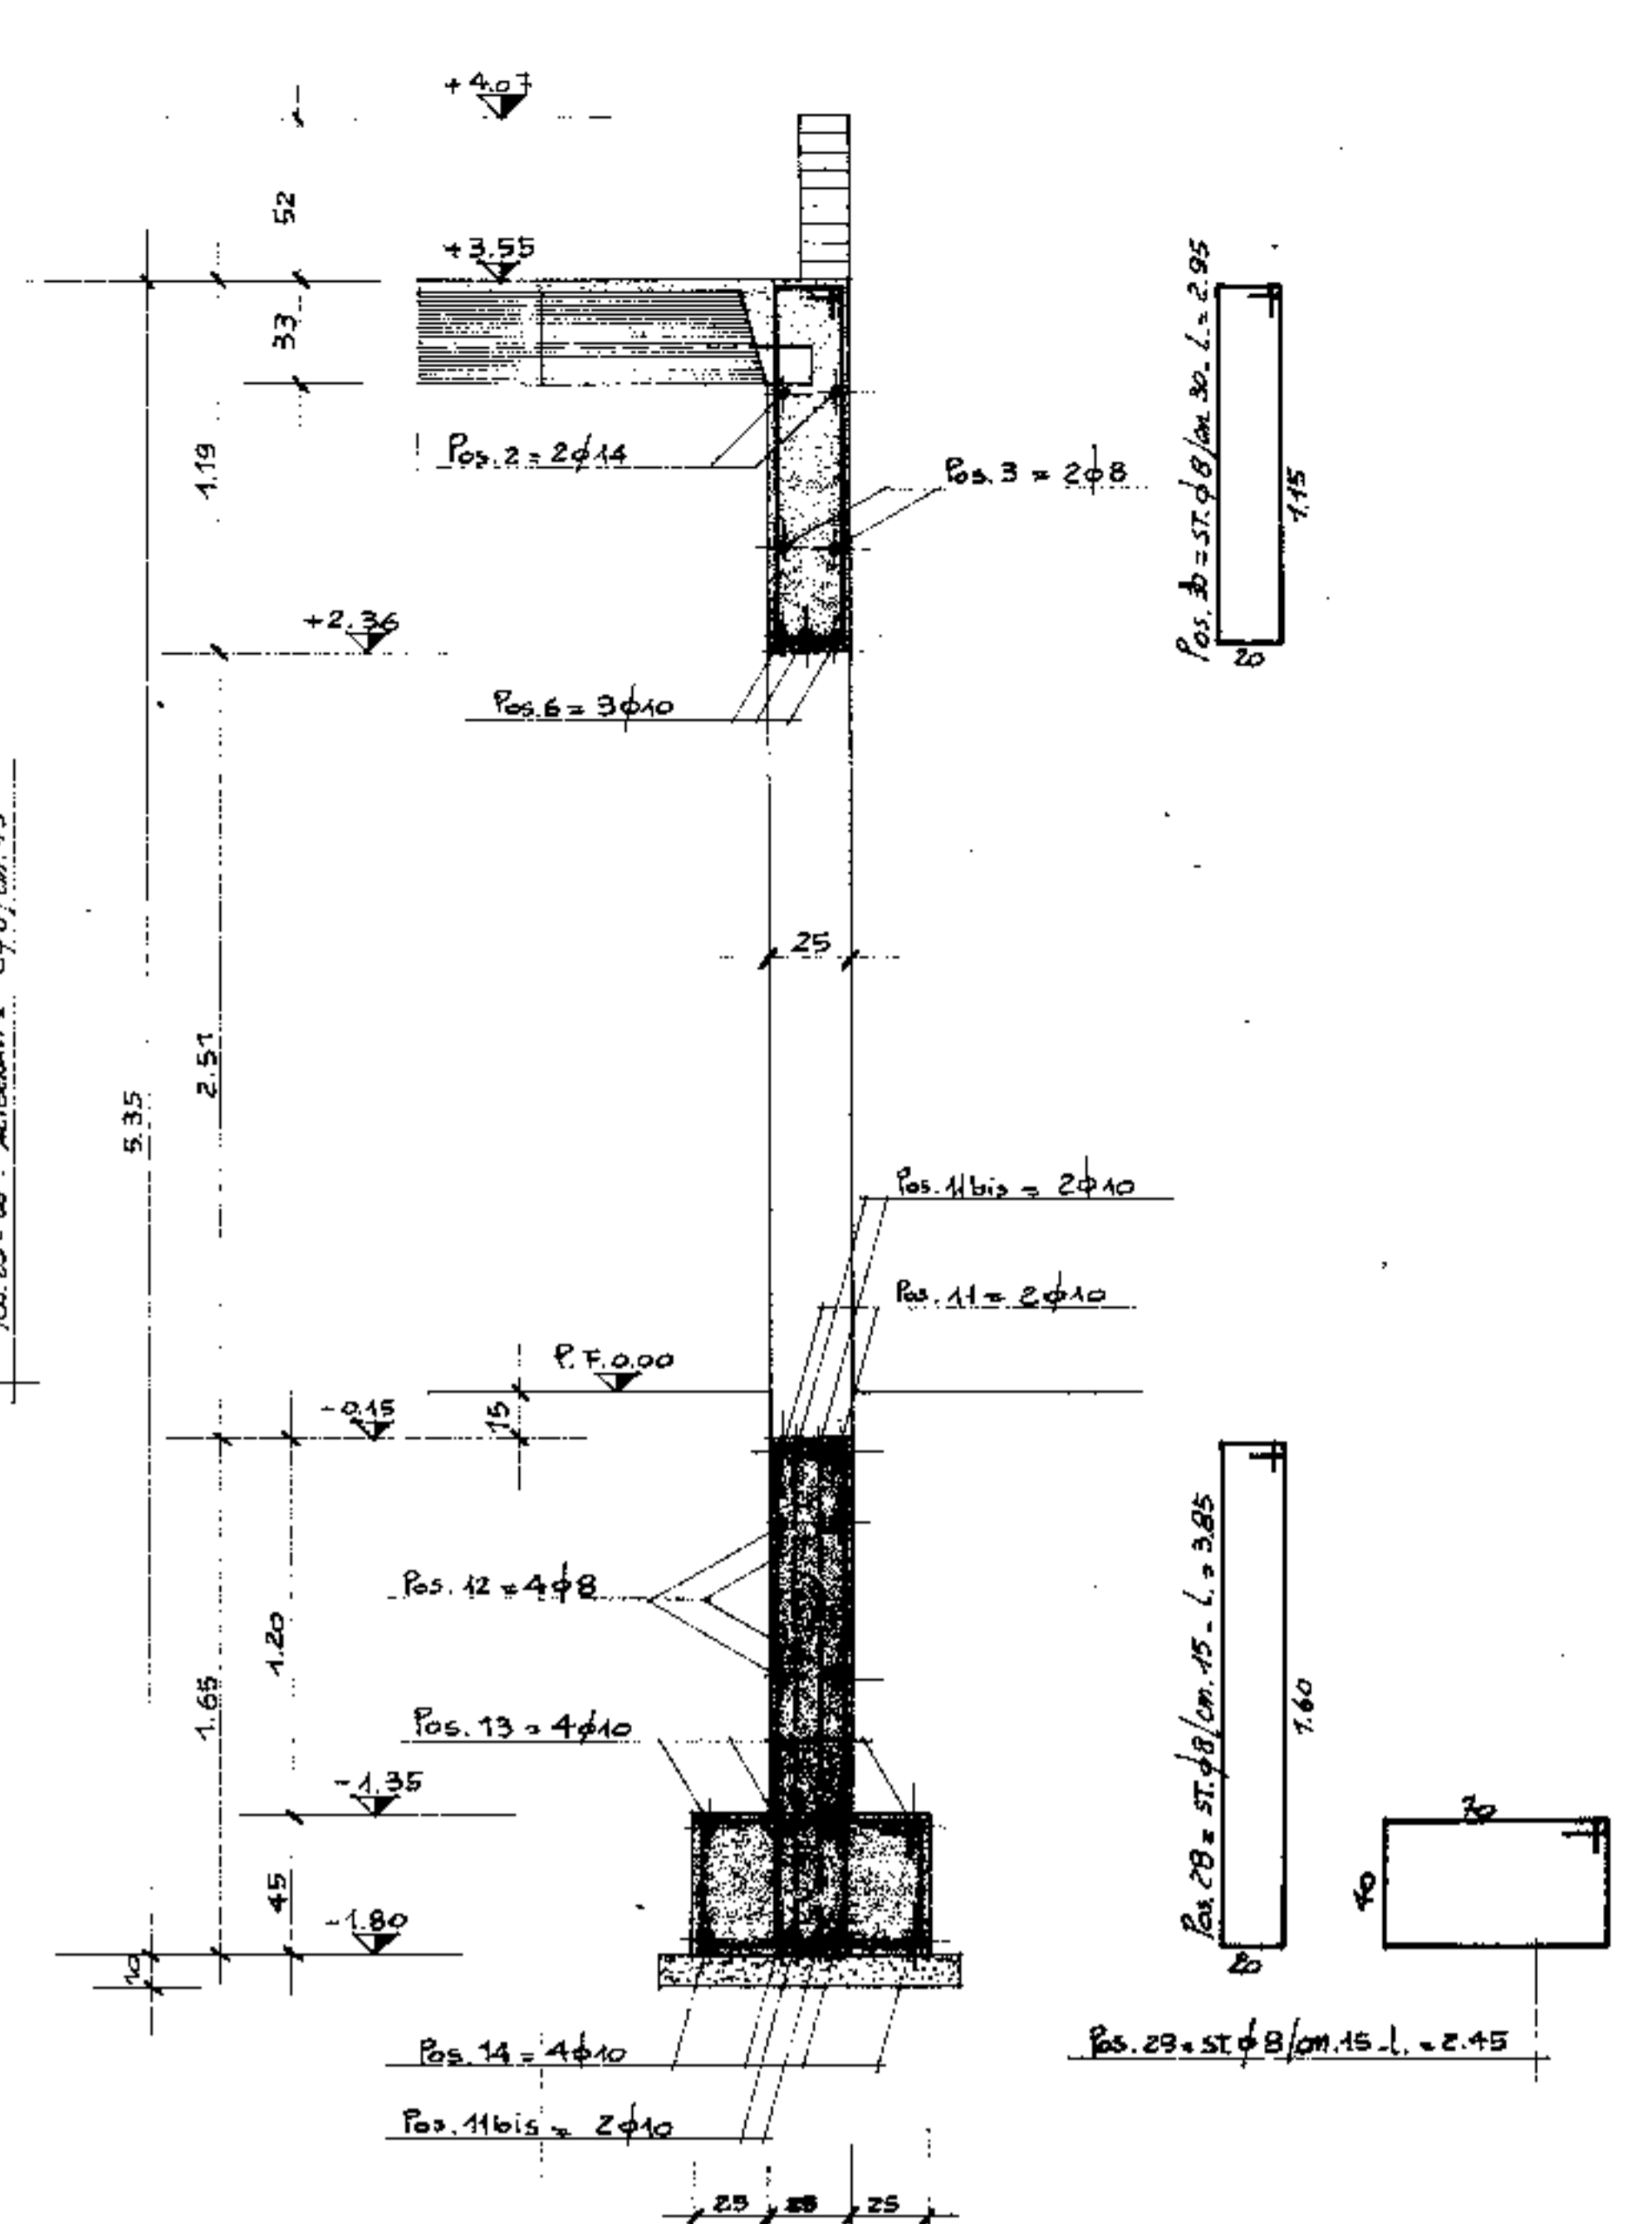 +4.07
52
+3.55
33
1.19
Pos. 2 = 2ϕ14
Pos. 3 = 2ϕ8
Pos. 30 = ST. ϕ8/cm 30_ L. = 2.95
1.15
20
+2.36
Pos. 6 = 3ϕ10
25
2.51
5.35
Pos. 11bis = 2ϕ10
Pos. 11 = 2ϕ10
P.F. 0.00
-0.15
15
Pos. 12 = 4ϕ8
1.20
1.65
Pos. 13 = 4ϕ10
-1.35
45
-1.80
10
Pos. 28 = ST. ϕ8/cm. 15_ L. = 3.85
1.60
20
70
40
Pos. 29 = ST ϕ8/cm. 15_L. = 2.45
Pos. 14 = 4ϕ10
Pos. 11bis = 2ϕ10
25 25 25